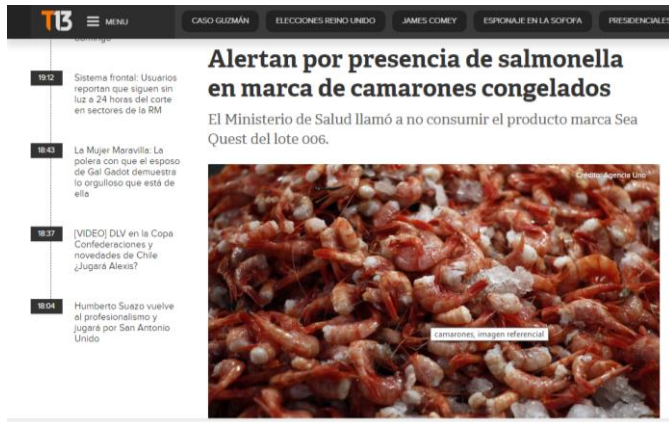 T13
MENU
CASO GUZMÁN
ELECCIONES REINO UNIDO
JAMES COMEY
ESPIONAJE EN LA SOFOFA
PRESIDENCIALES
19:12
Sistema frontal: Usuarios
reportan que siguen sin
luz a 24 horas del corte
en sectores de la RM
18:43
La Mujer Maravilla: La
polera con que el esposo
de Gal Gadot demuestra
lo orgulloso que está de
ella
18:37
[VIDEO] DLV en la Copa
Confederaciones y
novedades de Chile
¿Jugará Alexis?
18:04
Humberto Suazo vuelve
al profesionalismo y
jugará por San Antonio
Unido
Alertan por presencia de salmonella
en marca de camarones congelados
El Ministerio de Salud llamó a no consumir el producto marca Sea
Quest del lote 006.
Crédito: Agencia Uno
camarones, imagen referencial